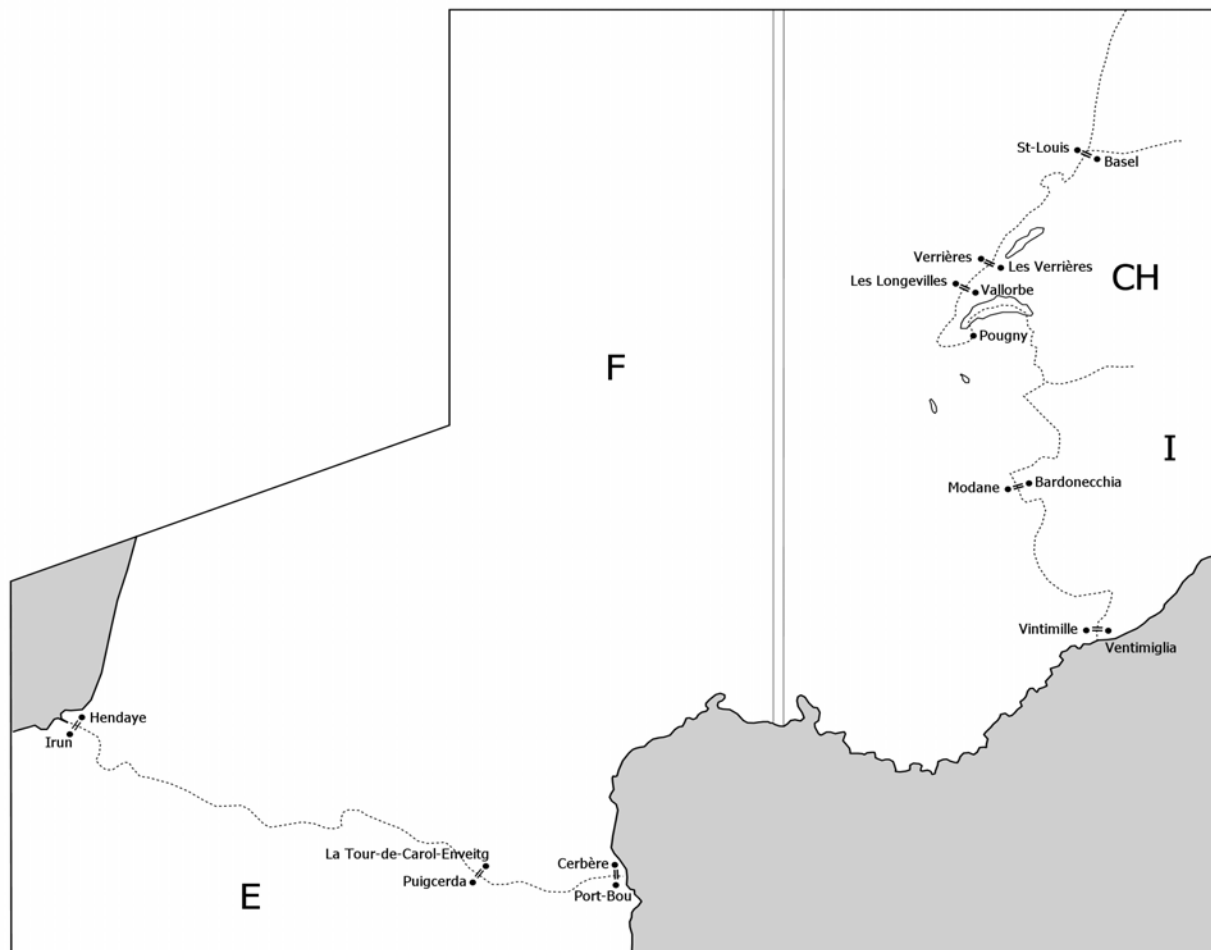 St-Louis
Basel
Verrières
Les Verrières
CH
Les Longevilles
Vallorbe
Pougny
F
I
Modane
Bardonecchia
Vintimille
Ventimiglia
Hendaye
Irun
La Tour-de-Carol-Enveitg
Cerbère
Puigcerda
Port-Bou
E